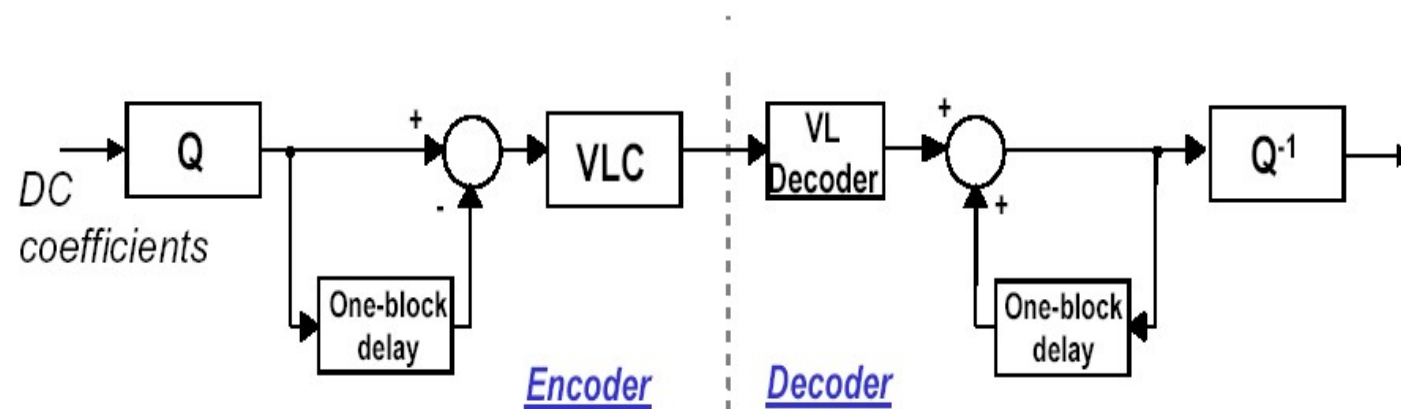 DC
coefficients
Q
+
-
One-block
delay
VLC
Encoder
VL
Decoder
+
+
One-block
delay
Q-1
Decoder